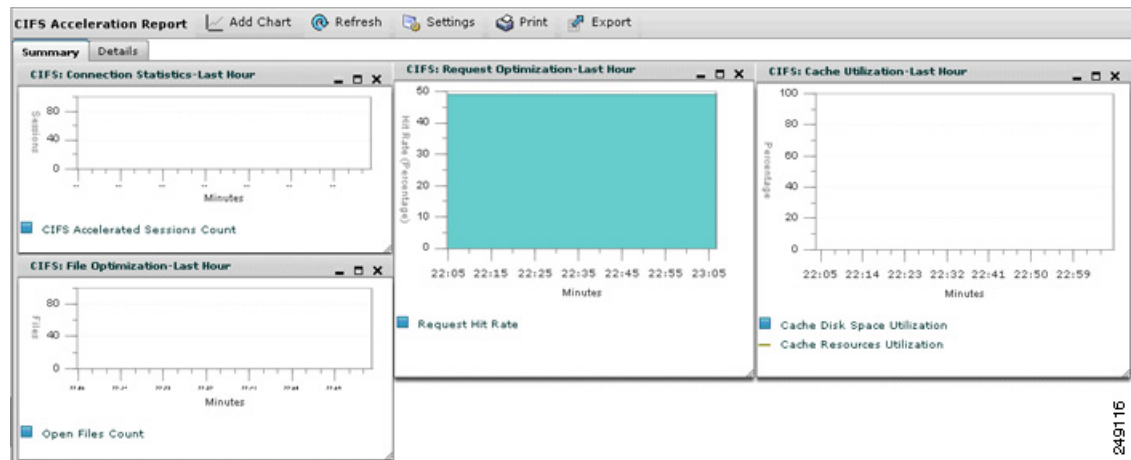 CIFS Acceleration Report Add Chart Refresh Settings Print Export
Summary Details
CIFS: Connection Statistics-Last Hour
Sessions
80
40
0
Minutes
CIFS Accelerated Sessions Count
CIFS: File Optimization-Last Hour
Files
80
40
0
Minutes
Open Files Count
CIFS: Request Optimization-Last Hour
Hit Rate (Percentage)
50
40
30
20
10
0
22:05 22:15 22:25 22:35 22:45 22:55 23:05
Minutes
Request Hit Rate
CIFS: Cache Utilization-Last Hour
Percentage
100
80
60
40
20
0
22:05 22:14 22:23 22:32 22:41 22:50 22:59
Minutes
Cache Disk Space Utilization
Cache Resources Utilization
249116